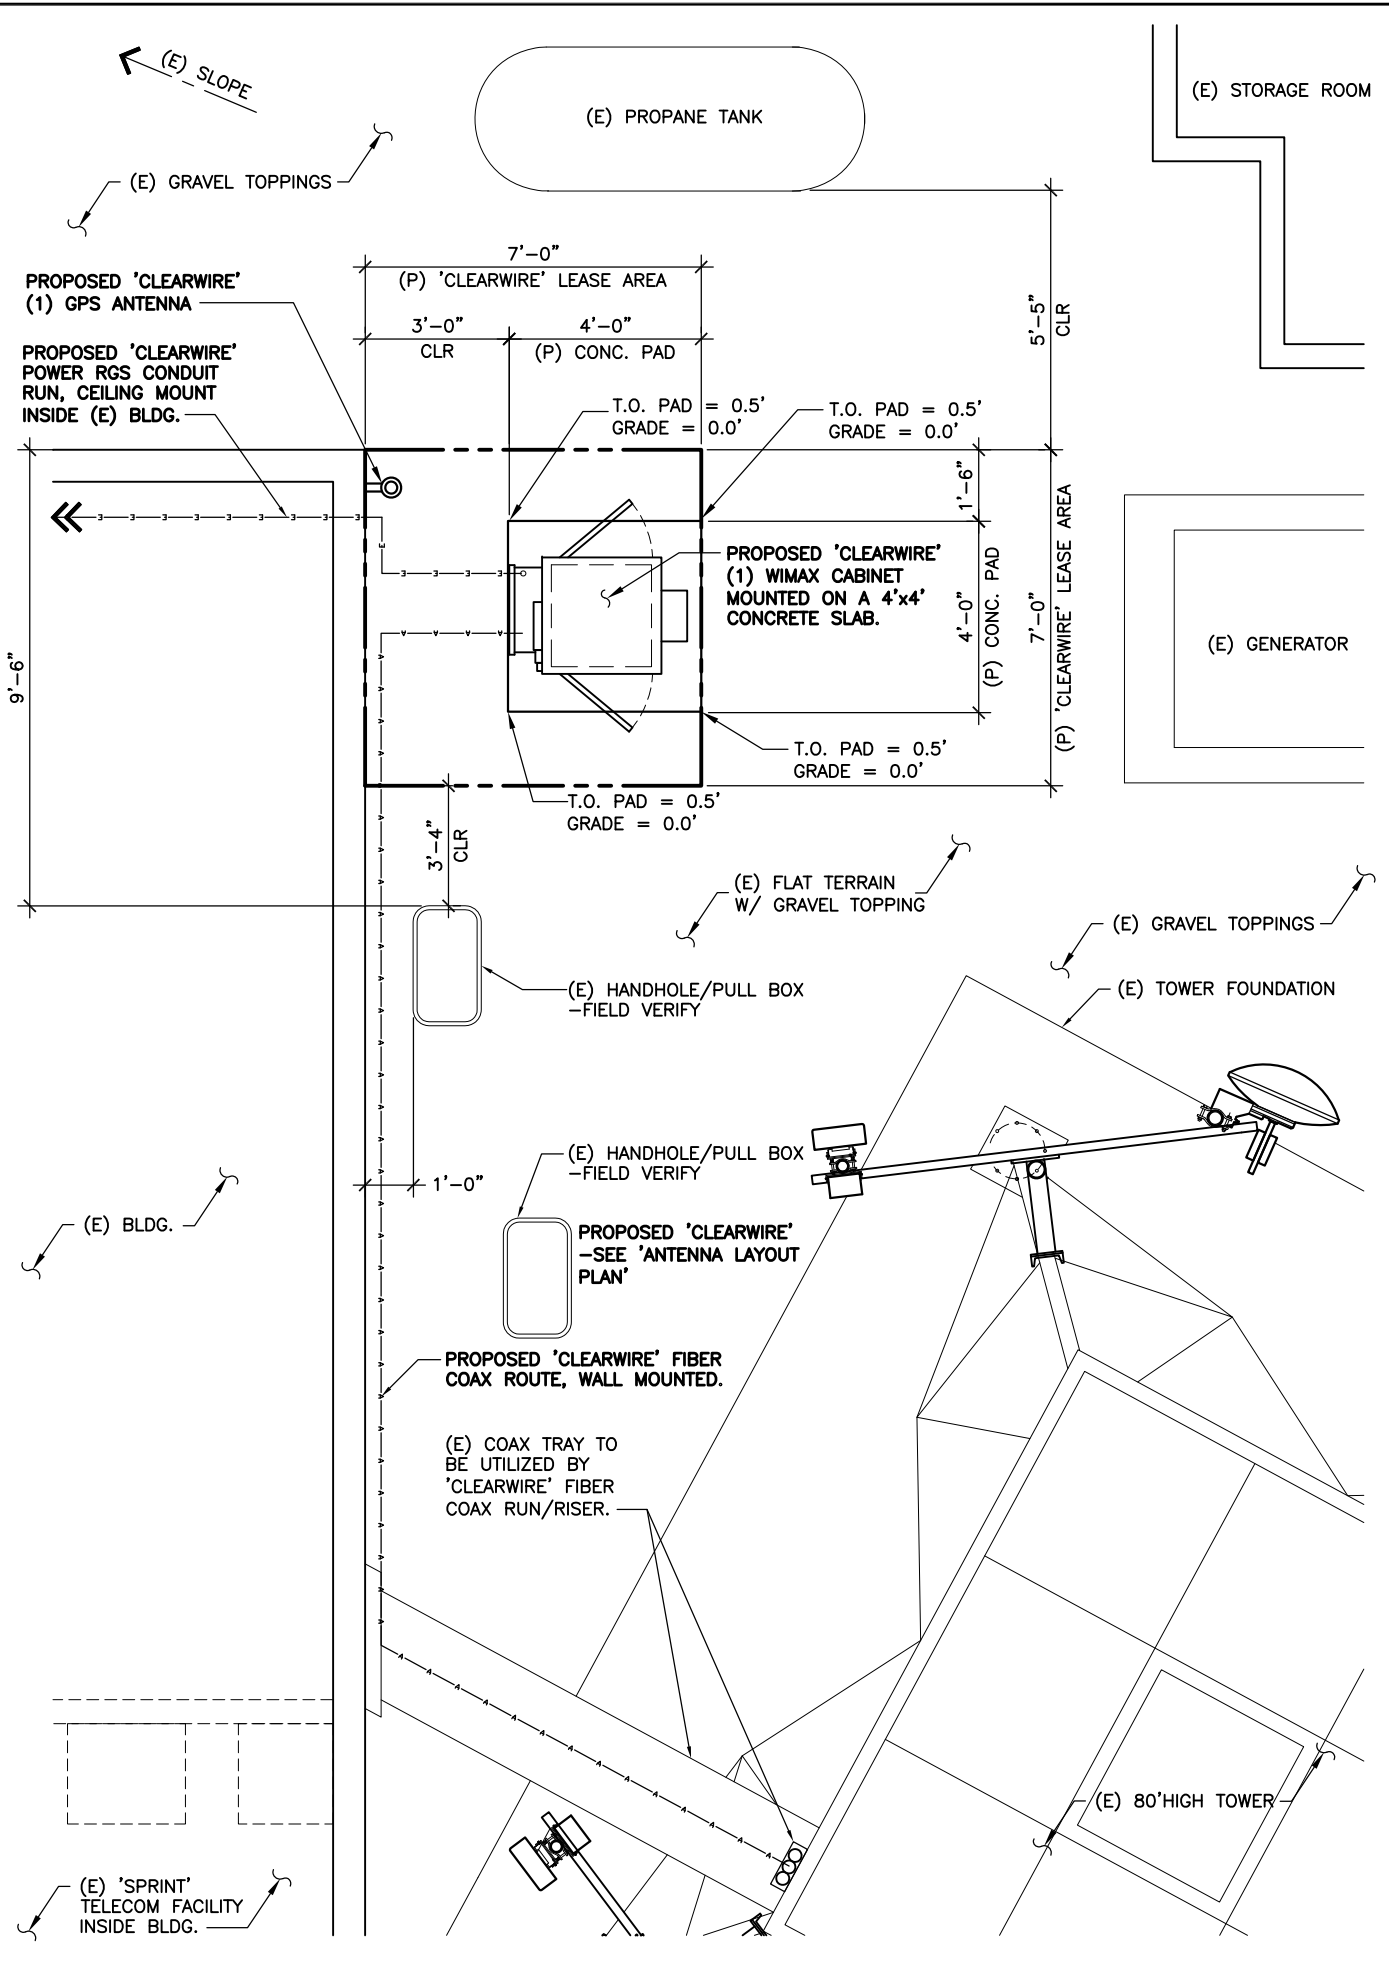 (E) SLOPE
(E) PROPANE TANK
(E) STORAGE ROOM
(E) GRAVEL TOPPINGS
7'-0"
(P) 'CLEARWIRE' LEASE AREA
PROPOSED 'CLEARWIRE'
(1) GPS ANTENNA
3'-0"
CLR
4'-0"
(P) CONC. PAD
5'-5"
CLR
PROPOSED 'CLEARWIRE'
POWER RGS CONDUIT
RUN, CEILING MOUNT
INSIDE (E) BLDG.
T.O. PAD = 0.5'
GRADE = 0.0'
T.O. PAD = 0.5'
GRADE = 0.0'
1'-6"
E E E E E E E E E
E
E E E
A A A A
PROPOSED 'CLEARWIRE'
(1) WIMAX CABINET
MOUNTED ON A 4'x4'
CONCRETE SLAB.
4'-0"
(P) CONC. PAD
7'-0"
(P) 'CLEARWIRE' LEASE AREA
(E) GENERATOR
9'-6"
T.O. PAD = 0.5'
GRADE = 0.0'
T.O. PAD = 0.5'
GRADE = 0.0'
3'-4"
CLR
(E) FLAT TERRAIN
W/ GRAVEL TOPPING
(E) GRAVEL TOPPINGS
(E) HANDHOLE/PULL BOX
-FIELD VERIFY
(E) TOWER FOUNDATION
(E) HANDHOLE/PULL BOX
-FIELD VERIFY
1'-0"
(E) BLDG.
PROPOSED 'CLEARWIRE'
-SEE 'ANTENNA LAYOUT
PLAN'
PROPOSED 'CLEARWIRE' FIBER
COAX ROUTE, WALL MOUNTED.
(E) COAX TRAY TO
BE UTILIZED BY
'CLEARWIRE' FIBER
COAX RUN/RISER.
(E) 80'HIGH TOWER
(E) 'SPRINT'
TELECOM FACILITY
INSIDE BLDG.